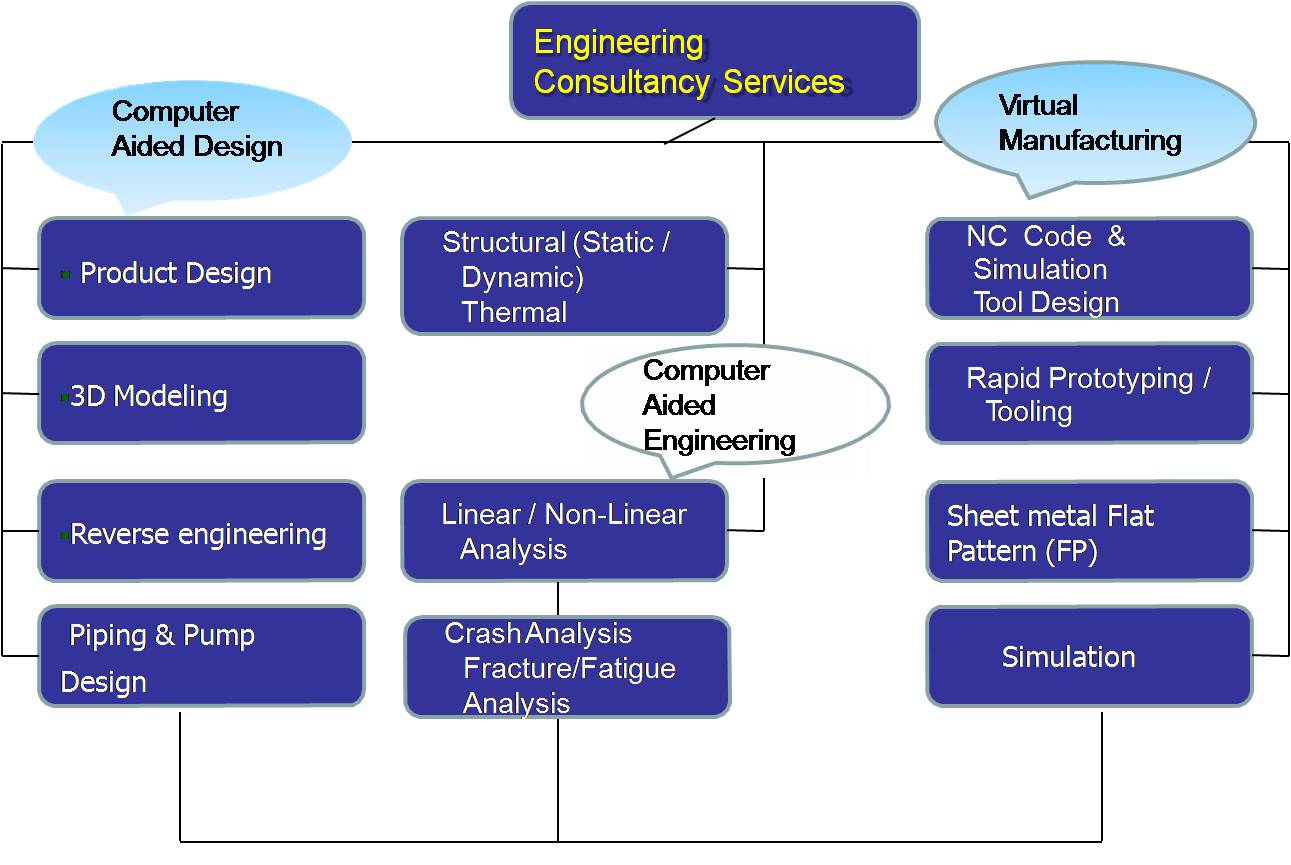 Engineering
Consultancy Services
Computer
Aided Design
Virtual
Manufacturing
Product Design
3D Modeling
Reverse engineering
Piping & Pump
Design
Structural (Static /
Dynamic)
Thermal
Computer
Aided
Engineering
Linear / Non-Linear
Analysis
Crash Analysis
Fracture/Fatigue
Analysis
NC Code &
Simulation
Tool Design
Rapid Prototyping /
Tooling
Sheet metal Flat
Pattern (FP)
Simulation